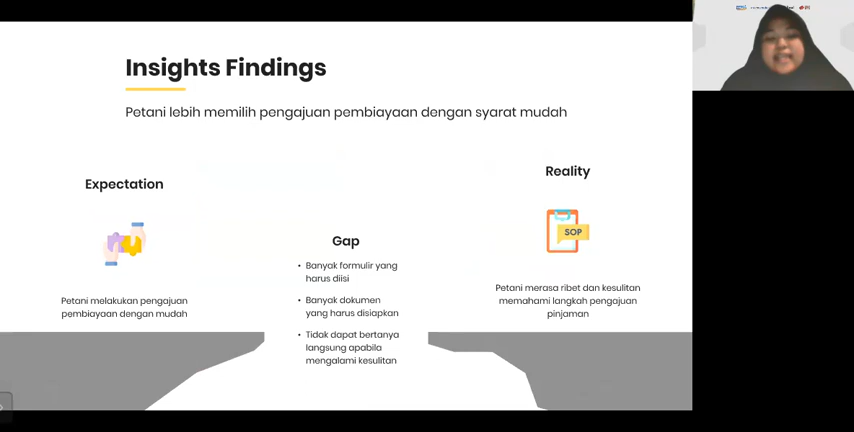 Insights Findings
Petani lebih memilih pengajuan pembiayaan dengan syarat mudah
Expectation
Petani melakukan pengajuan
pembiayaan dengan mudah
Gap
• Banyak formulir yang
harus diisi
• Banyak dokumen
yang harus disiapkan
• Tidak dapat bertanya
langsung apabila
mengalami kesulitan
Reality
SOP
Petani merasa ribet dan kesulitan
memahami langkah pengajuan
pinjaman